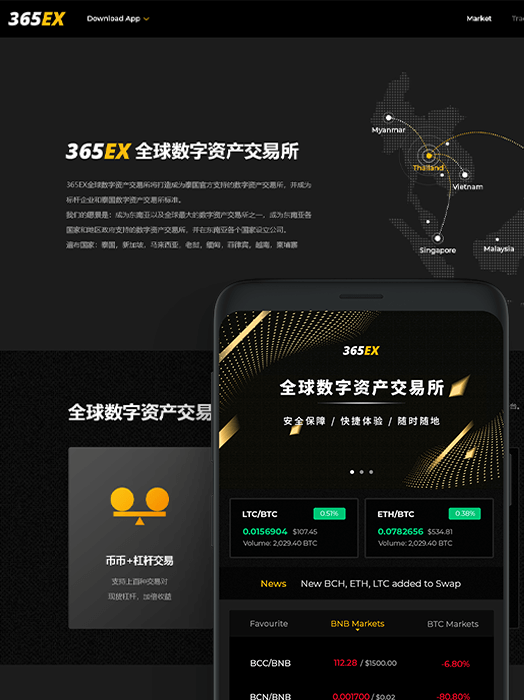 365EX
Download App
Market
Tra
Myanmar
Thailand
Vietnam
Singapore
Malaysia
365EX 全球数字资产交易所
365EX全球数字资产交易所将打造成为泰国官方支持的数字资产交易所，并成为
标杆企业和泰国数字资产交易所标准。
我们的愿景是：成为东南亚以及全球最大的数字资产交易所之一，成为东南亚各
国家和地区政府支持的数字资产交易所，并在东南亚各个国家设立公司。
遍布国家：泰国，新加坡，马来西亚，老挝，缅甸，菲律宾，越南，柬埔寨
全球数字资产交易
台。
币币+杠杆交易
支持上百种交易对
现货杠杆，加倍收益
365EX
全球数字资产交易所
安全保障 / 快捷体验 / 随时随地
LTC/BTC 0.51%
0.0156904 $107.45
Volume: 2,029.40 BTC
ETH/BTC 0.38%
0.0782656 $534.81
Volume: 2,029.40 BTC
News New BCH, ETH, LTC added to Swap
Favourite BNB Markets BTC Markets
BCC/BNB 112.28 / $1500.00 -6.80%
BCN/BNB 0.001700 / $0.02 -80.80%